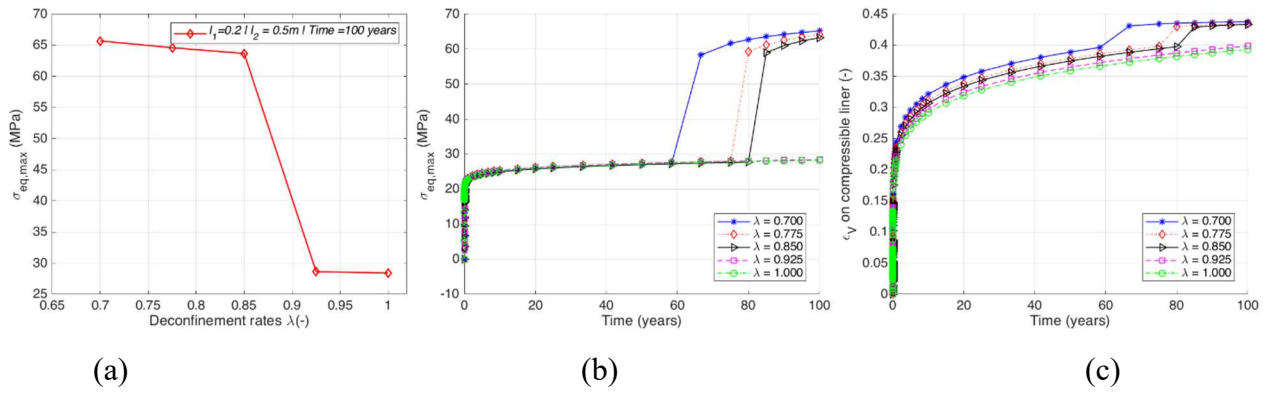 l₁=0.2 l l₂ = 0.5m l Time =100 years
σeq,max (MPa)
70
65
60
55
50
45
40
35
30
25
0.65 0.7 0.75 0.8 0.85 0.9 0.95 1
Deconfinement rates λ(-)
(a)
σeq,max (MPa)
70
60
50
40
30
20
10
0
-10
λ = 0.700
λ = 0.775
λ = 0.850
λ = 0.925
λ = 1.000
0 20 40 60 80 100
Time (years)
(b)
ϵV on compressible liner (-)
0.45
0.4
0.35
0.3
0.25
0.2
0.15
0.1
0.05
0
λ = 0.700
λ = 0.775
λ = 0.850
λ = 0.925
λ = 1.000
0 20 40 60 80 100
Time (years)
(c)